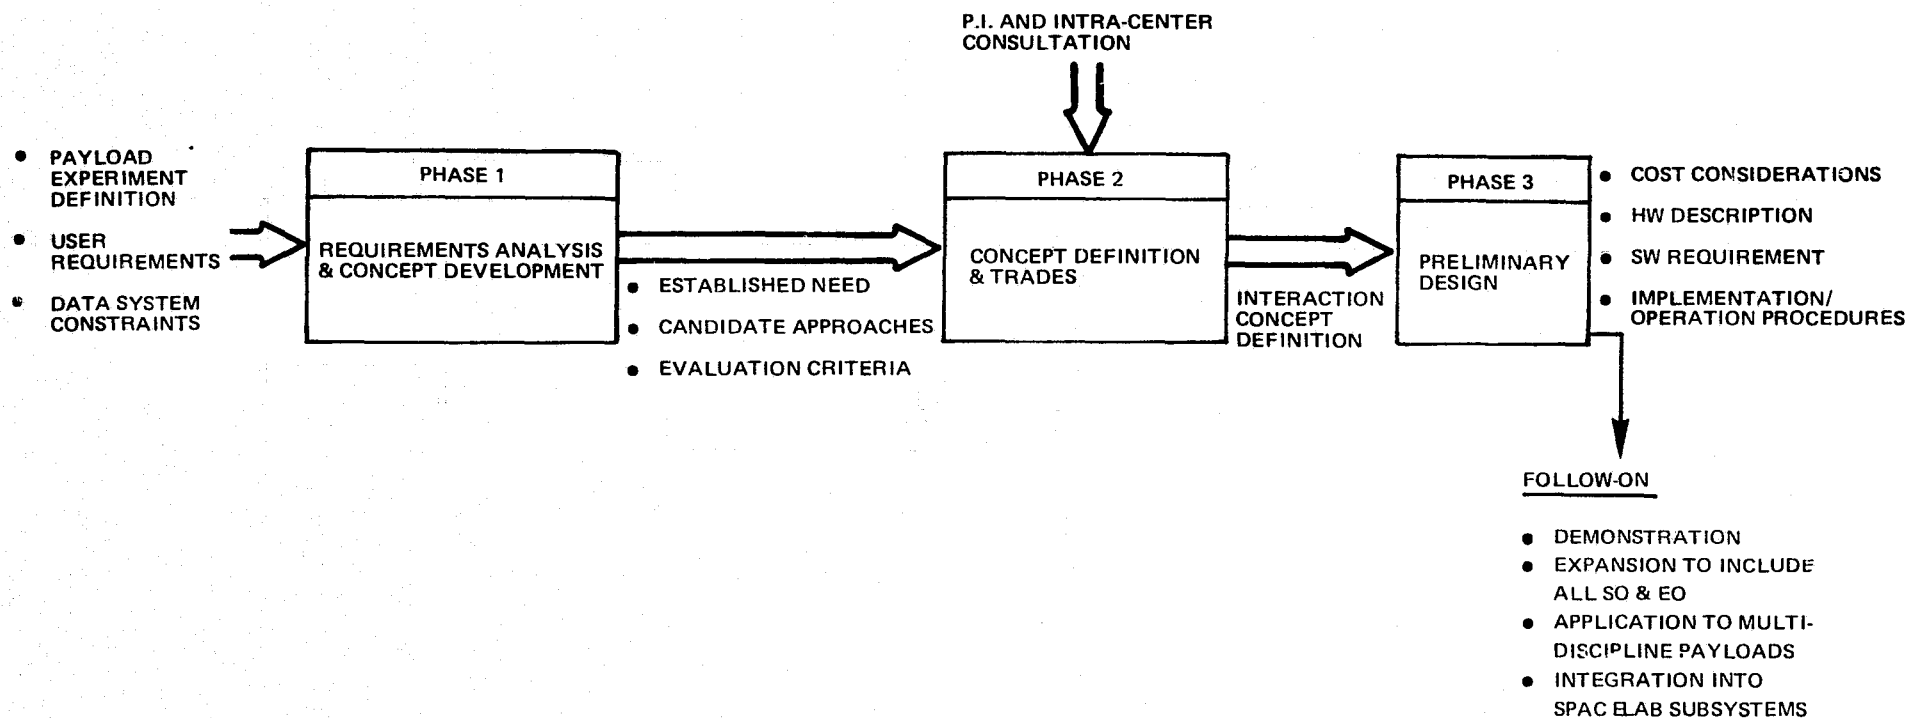 P.I. AND INTRA-CENTER
CONSULTATION
• PAYLOAD
EXPERIMENT
DEFINITION
• USER
REQUIREMENTS
• DATA SYSTEM
CONSTRAINTS
PHASE 1
REQUIREMENTS ANALYSIS
& CONCEPT DEVELOPMENT
• ESTABLISHED NEED
• CANDIDATE APPROACHES
• EVALUATION CRITERIA
PHASE 2
CONCEPT DEFINITION
& TRADES
INTERACTION
CONCEPT
DEFINITION
PHASE 3
PRELIMINARY
DESIGN
• COST CONSIDERATIONS
• HW DESCRIPTION
• SW REQUIREMENT
• IMPLEMENTATION/
OPERATION PROCEDURES
FOLLOW-ON
• DEMONSTRATION
• EXPANSION TO INCLUDE
ALL SO & EO
• APPLICATION TO MULTI-
DISCIPLINE PAYLOADS
• INTEGRATION INTO
SPACELAB SUBSYSTEMS